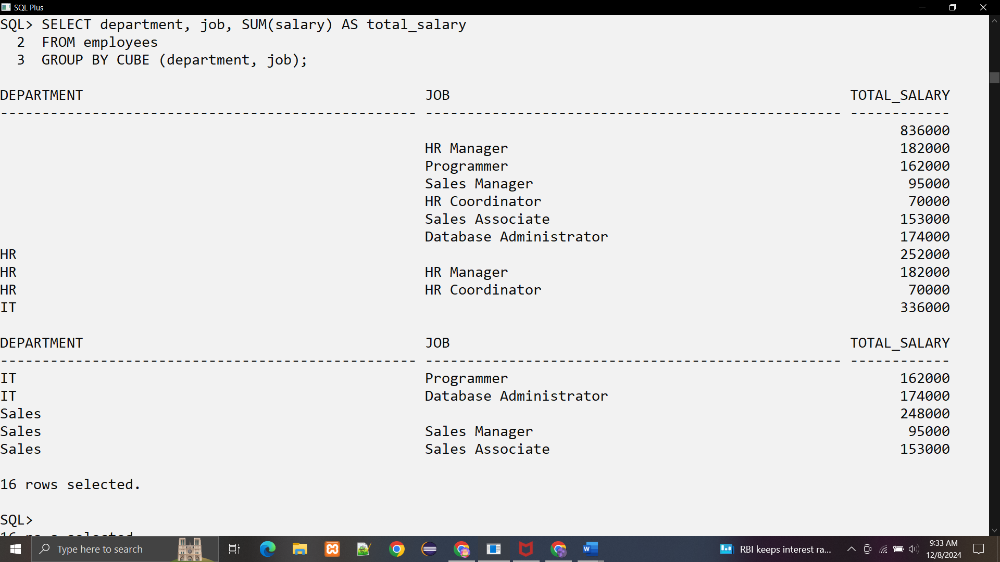 SQL Plus
SQL> SELECT department, job, SUM(salary) AS total_salary
2 FROM employees
3 GROUP BY CUBE (department, job);
DEPARTMENT JOB TOTAL_SALARY
-------------------------------------------------- -------------------------------------------------- ------------
836000
HR Manager 182000
Programmer 162000
Sales Manager 95000
HR Coordinator 70000
Sales Associate 153000
Database Administrator 174000
HR 252000
HR HR Manager 182000
HR HR Coordinator 70000
IT 336000
DEPARTMENT JOB TOTAL_SALARY
-------------------------------------------------- -------------------------------------------------- ------------
IT Programmer 162000
IT Database Administrator 174000
Sales 248000
Sales Sales Manager 95000
Sales Sales Associate 153000
16 rows selected.
SQL>
Type here to search
RBI keeps interest ra...
9:33 AM
12/8/2024